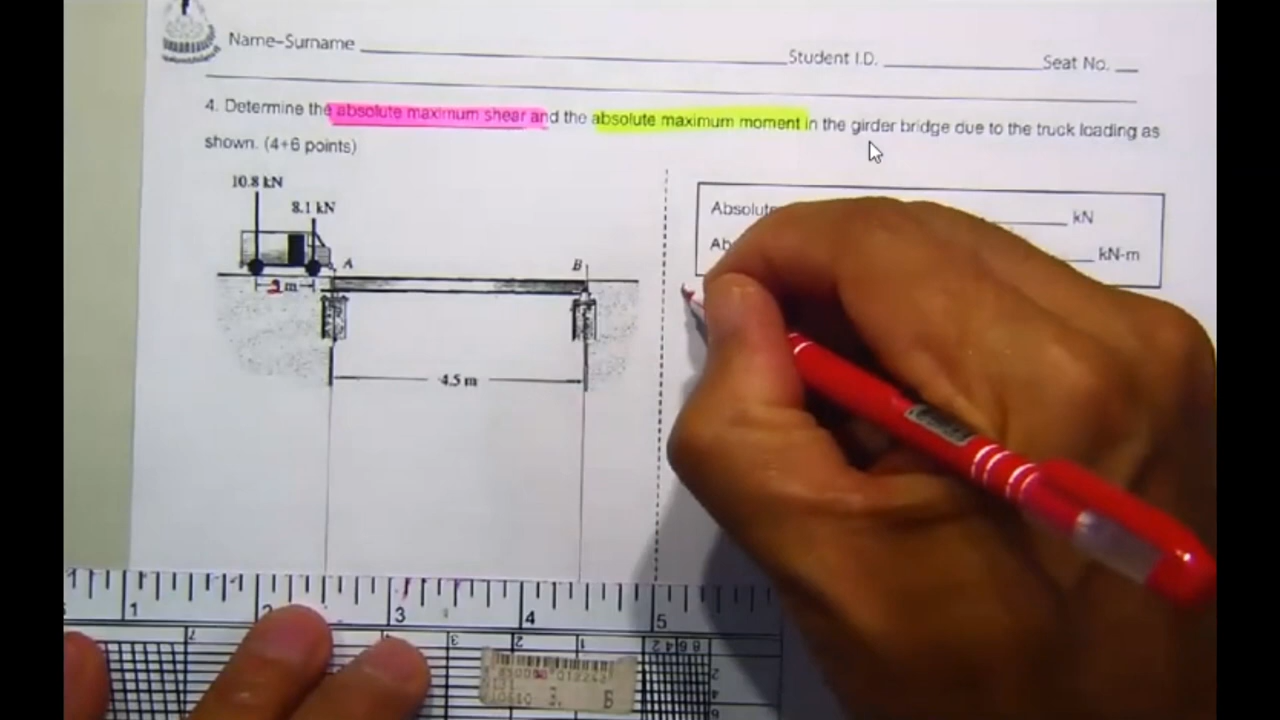 Name-Surname
Student I.D.
Seat No.
4. Determine the absolute maximum shear and the absolute maximum moment in the girder bridge due to the truck loading as
shown. (4+6 points)
10.8 kN
8.1 kN
A
B
2 m
4.5 m
kN
kN-m
1
2
3
4
5